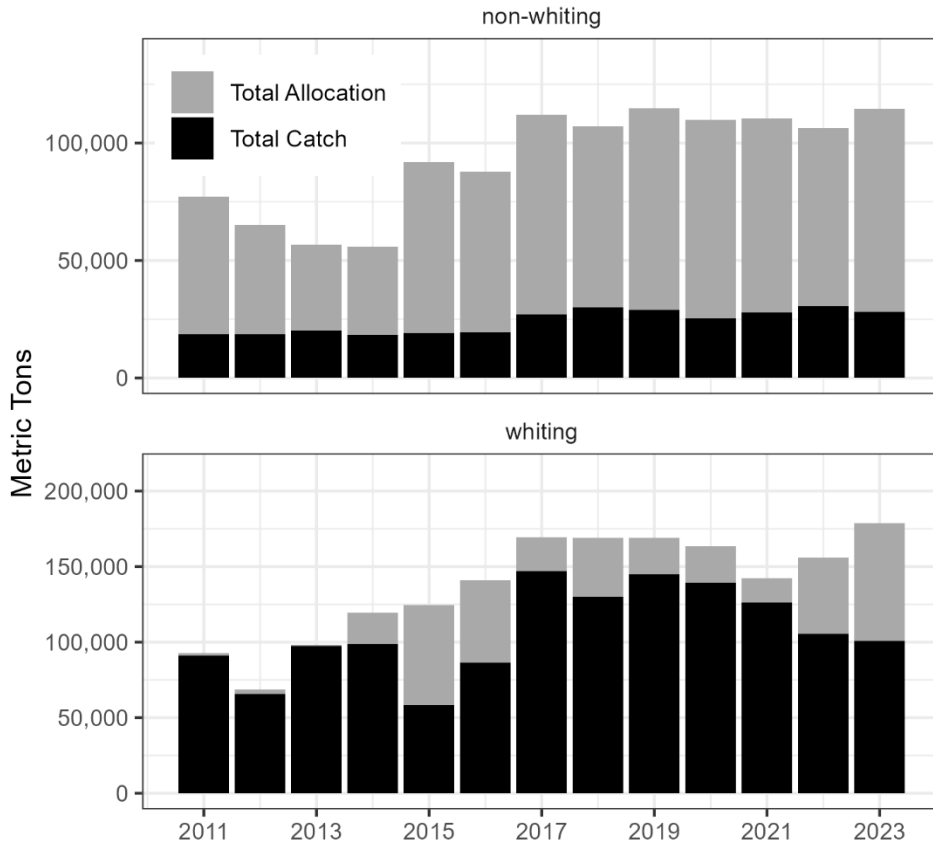 non-whiting
Total Allocation
Total Catch
100,000
50,000
0
Metric Tons
whiting
200,000
150,000
100,000
50,000
0
2011 2013 2015 2017 2019 2021 2023